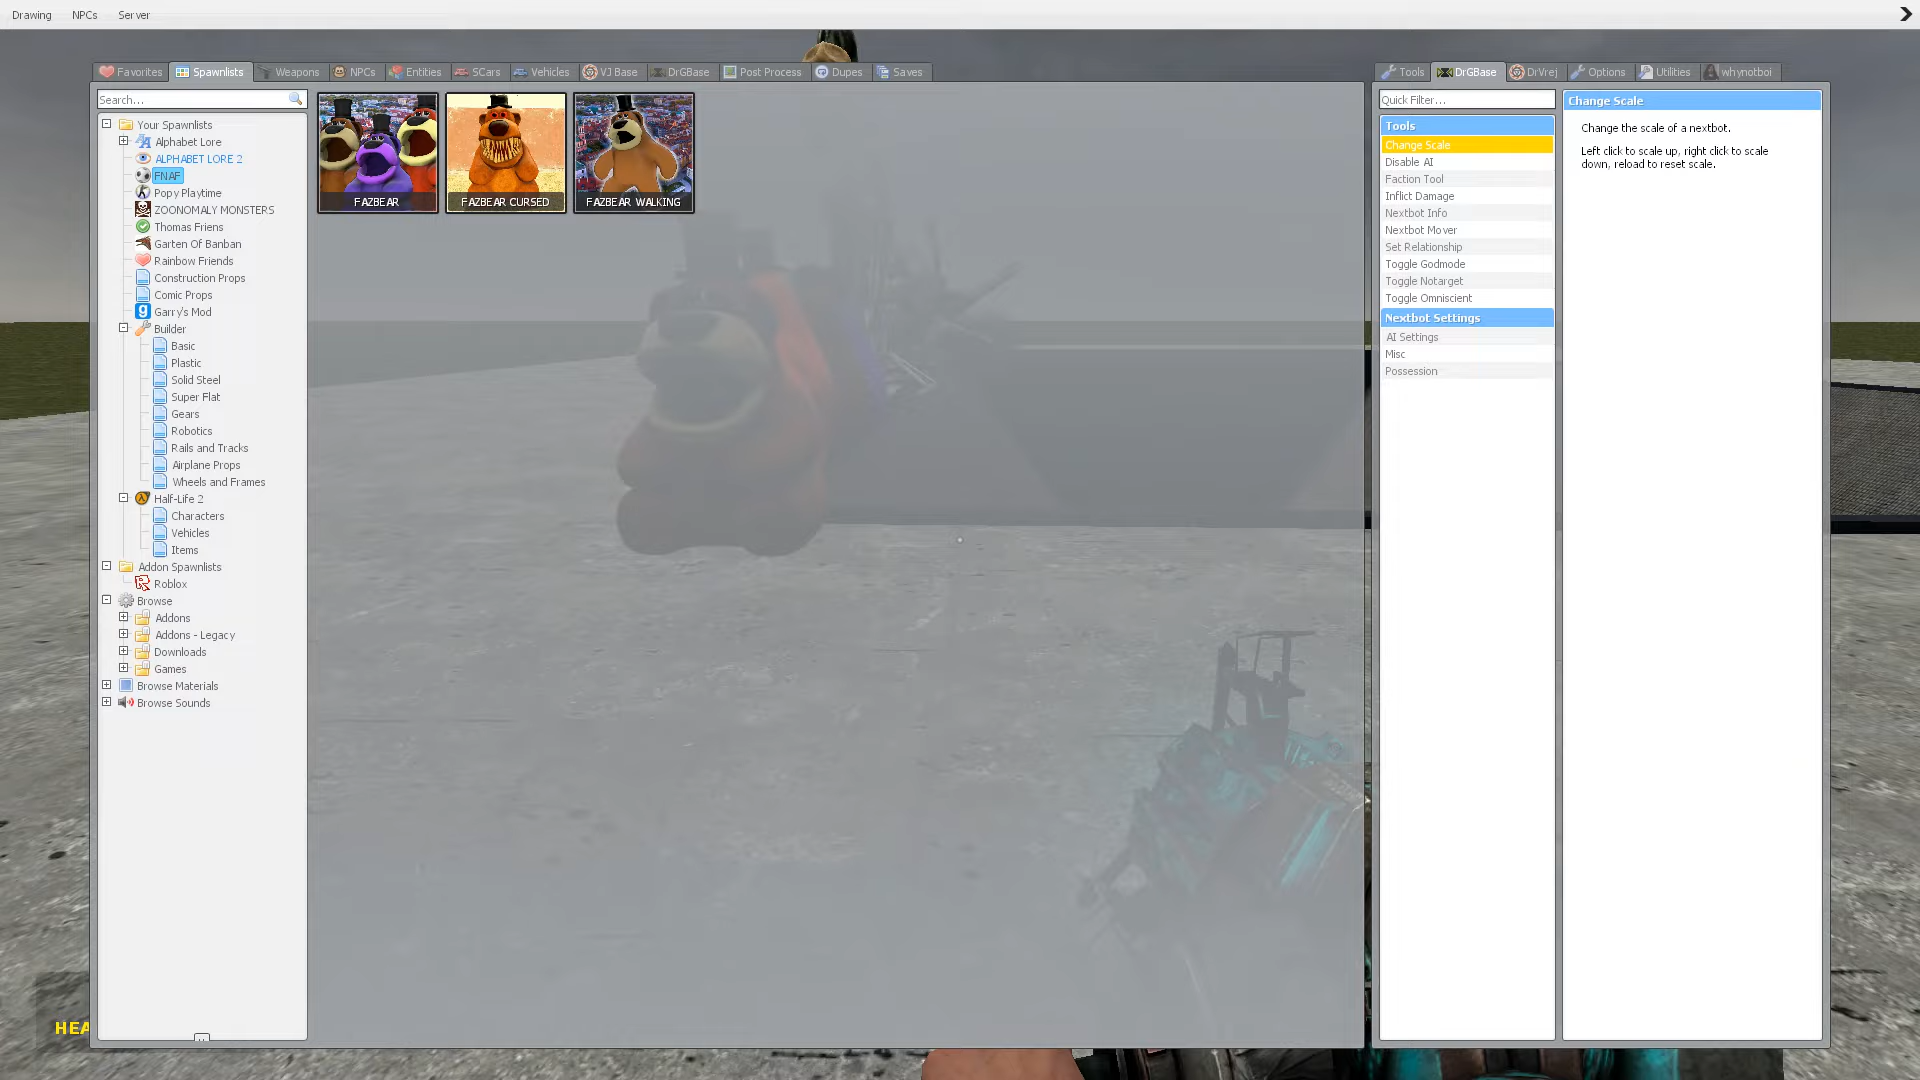 Drawing NPCs Server
Favorites Spawnlists Weapons NPCs Entities SCars Vehicles VJ Base DrGBase Post Process Dupes Saves
Search...
Your Spawnlists
Alphabet Lore
ALPHABET LORE 2
FNAF
Popy Playtime
ZOONOMALY MONSTERS
Thomas Friens
Garten Of Banban
Rainbow Friends
Construction Props
Comic Props
Garry's Mod
Builder
Basic
Plastic
Solid Steel
Super Flat
Gears
Robotics
Rails and Tracks
Airplane Props
Wheels and Frames
Half-Life 2
Characters
Vehicles
Items
Addon Spawnlists
Roblox
Browse
Addons
Addons - Legacy
Downloads
Games
Browse Materials
Browse Sounds
FAZBEAR
FAZBEAR CURSED
FAZBEAR WALKING
HEA
Tools DrGBase DrVrej Options Utilities whynotboi
Quick Filter...
Tools
Change Scale
Disable AI
Faction Tool
Inflict Damage
Nextbot Info
Nextbot Mover
Set Relationship
Toggle Godmode
Toggle Notarget
Toggle Omniscient
Nextbot Settings
AI Settings
Misc
Possession
Change Scale
Change the scale of a nextbot.
Left click to scale up, right click to scale
down, reload to reset scale.